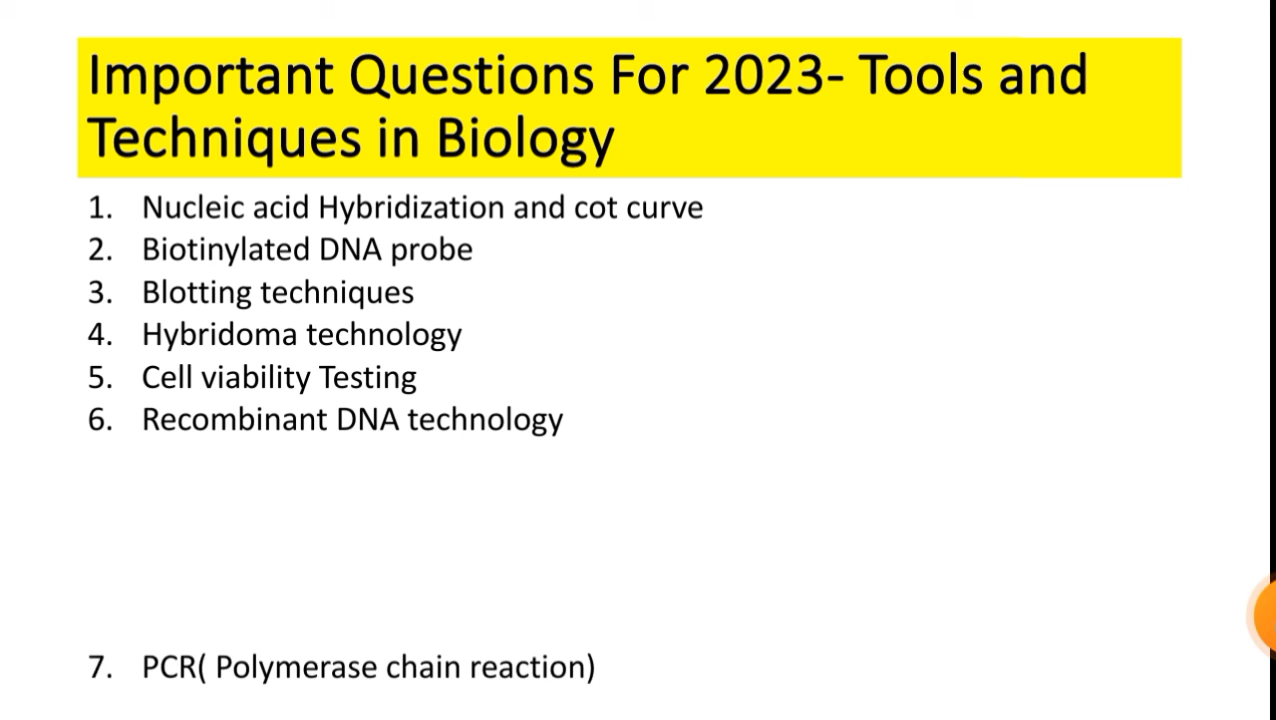 Important Questions For 2023- Tools and
Techniques in Biology
1. Nucleic acid Hybridization and cot curve
2. Biotinylated DNA probe
3. Blotting techniques
4. Hybridoma technology
5. Cell viability Testing
6. Recombinant DNA technology
7. PCR( Polymerase chain reaction)